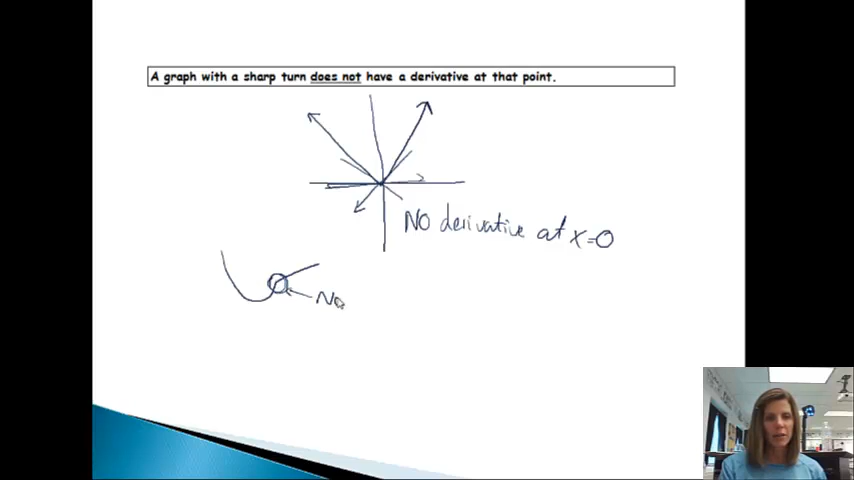 A graph with a sharp turn does not have a derivative at that point.
NO derivative at x=0
No